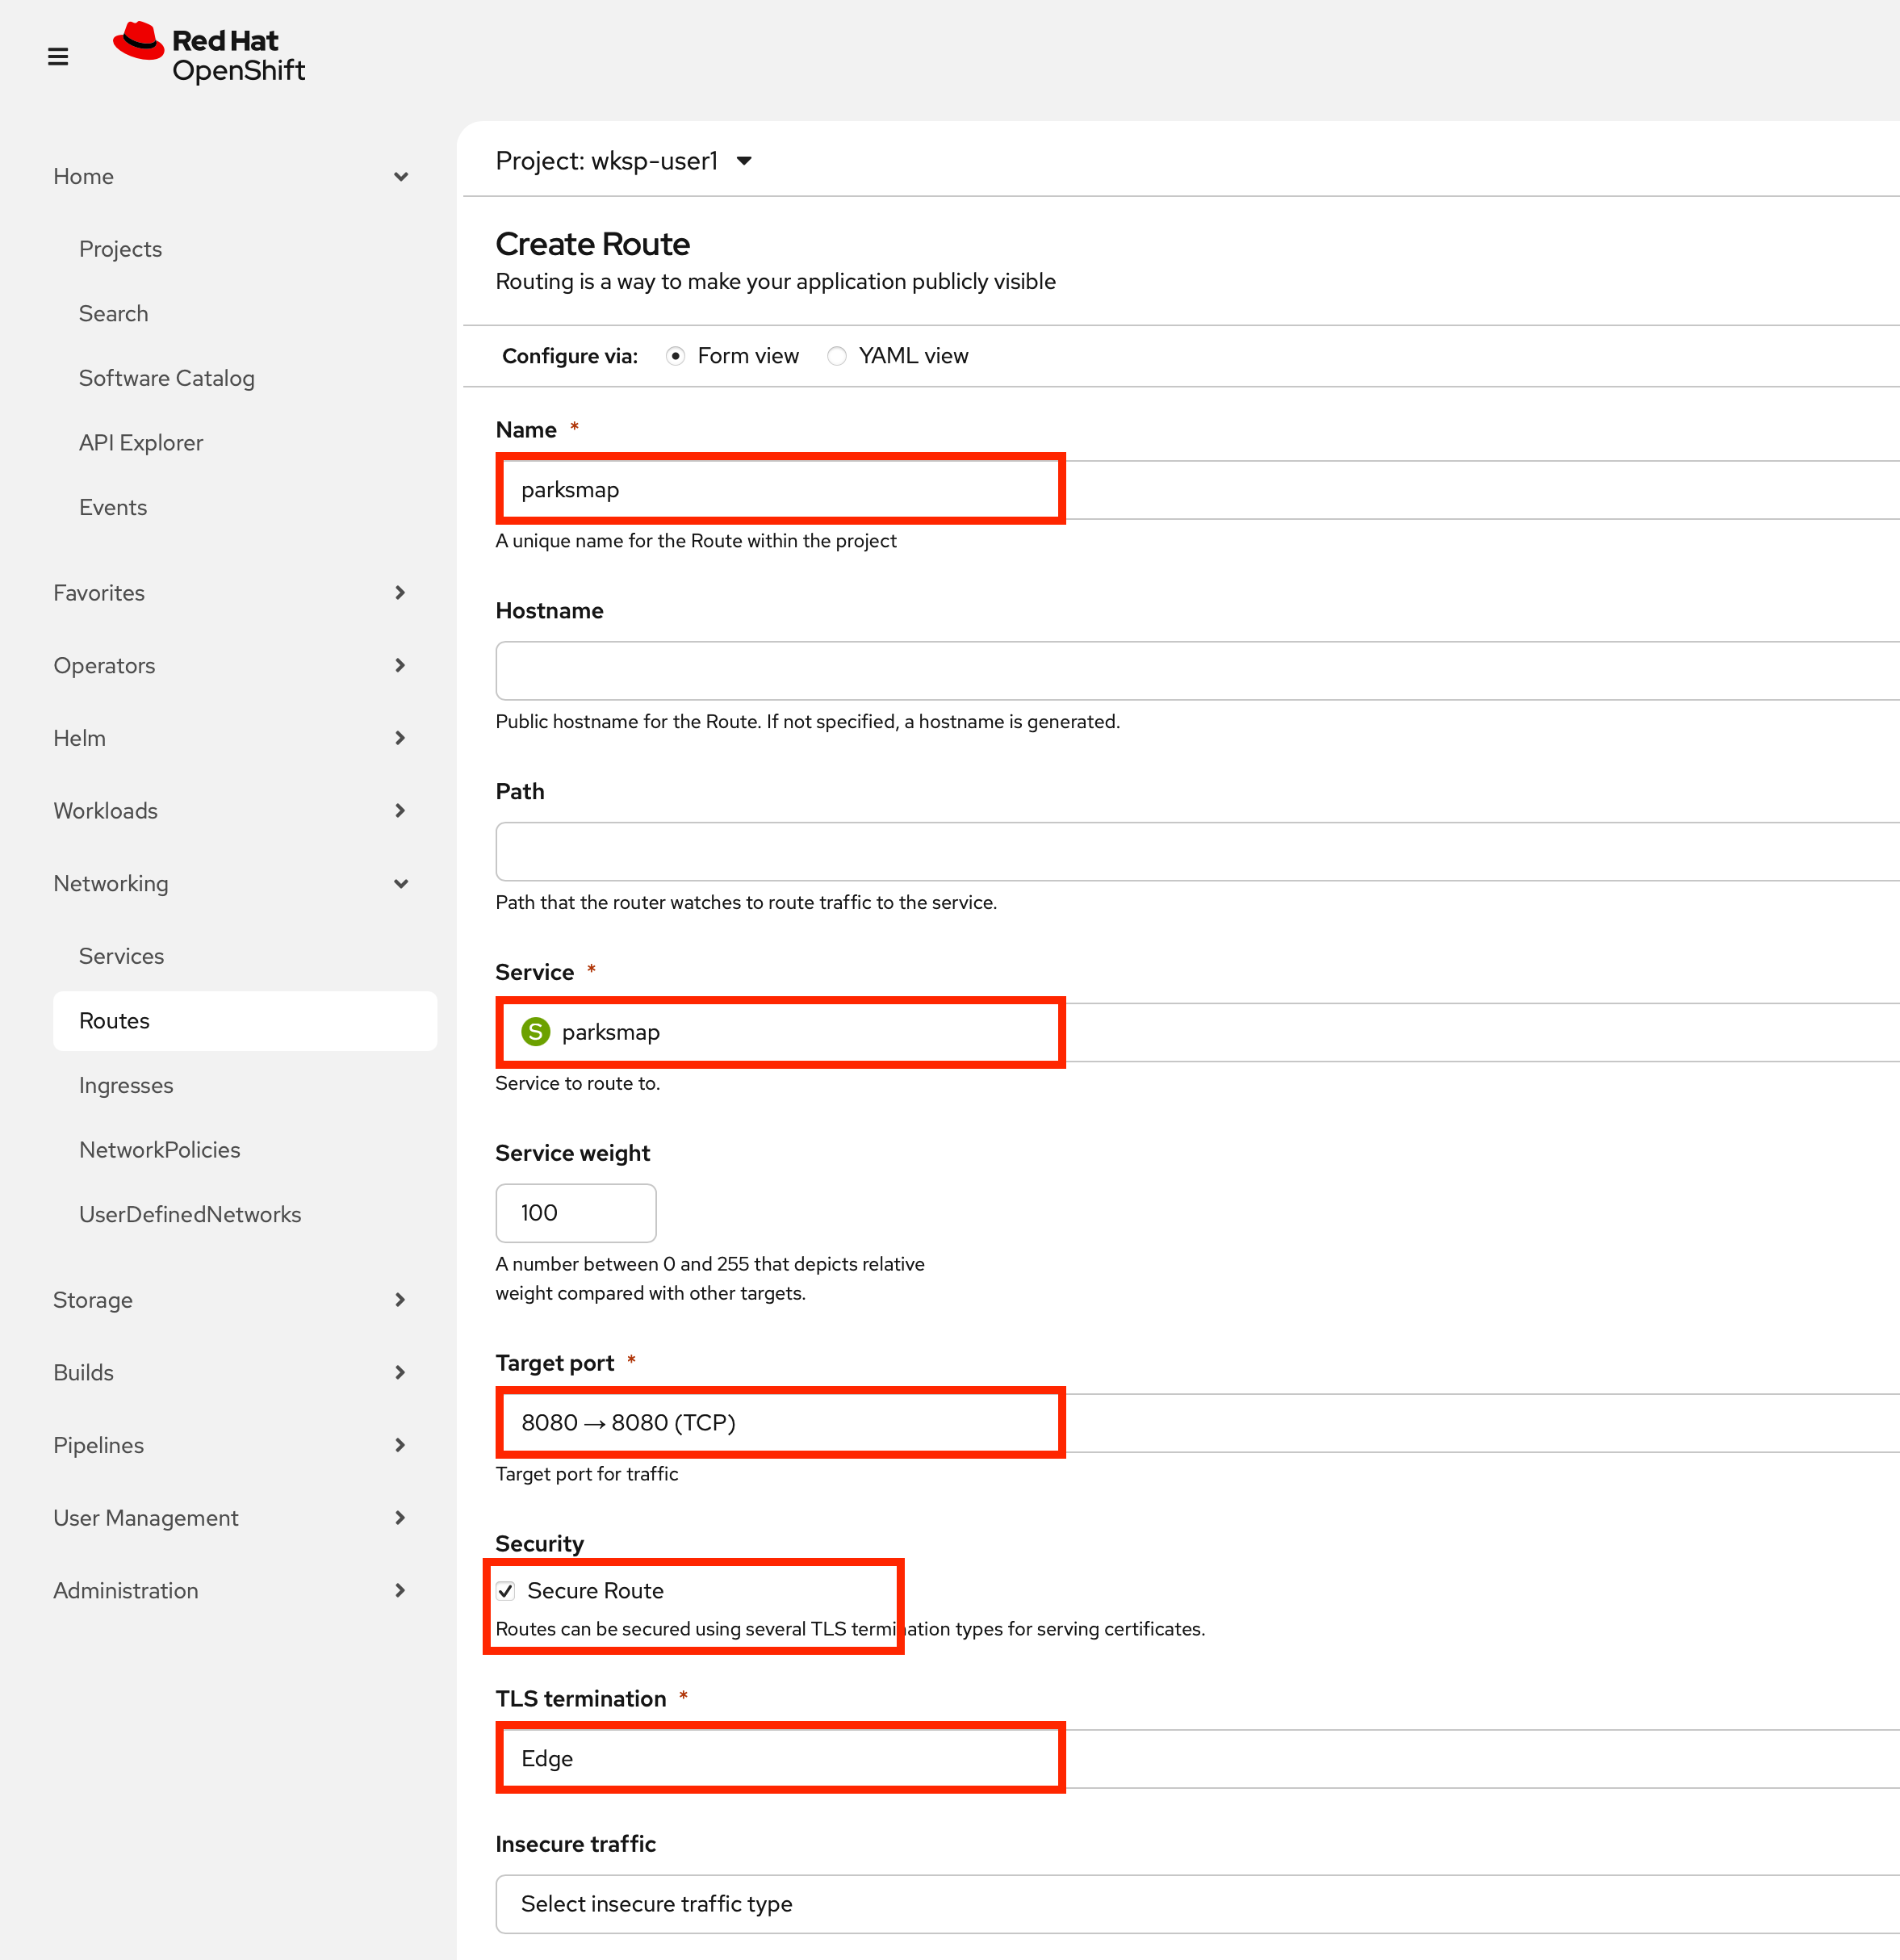 Red Hat
OpenShift
Home
Projects
Search
Software Catalog
API Explorer
Events
Favorites
Operators
Helm
Workloads
Networking
Services
Routes
Ingresses
NetworkPolicies
UserDefinedNetworks
Storage
Builds
Pipelines
User Management
Administration
Project: wksp-user1
Create Route
Routing is a way to make your application publicly visible
Configure via: Form view YAML view
Name *
parksmap
A unique name for the Route within the project
Hostname
Public hostname for the Route. If not specified, a hostname is generated.
Path
Path that the router watches to route traffic to the service.
Service *
S parksmap
Service to route to.
Service weight
100
A number between 0 and 255 that depicts relative
weight compared with other targets.
Target port *
8080 → 8080 (TCP)
Target port for traffic
Security
Secure Route
Routes can be secured using several TLS termination types for serving certificates.
TLS termination *
Edge
Insecure traffic
Select insecure traffic type